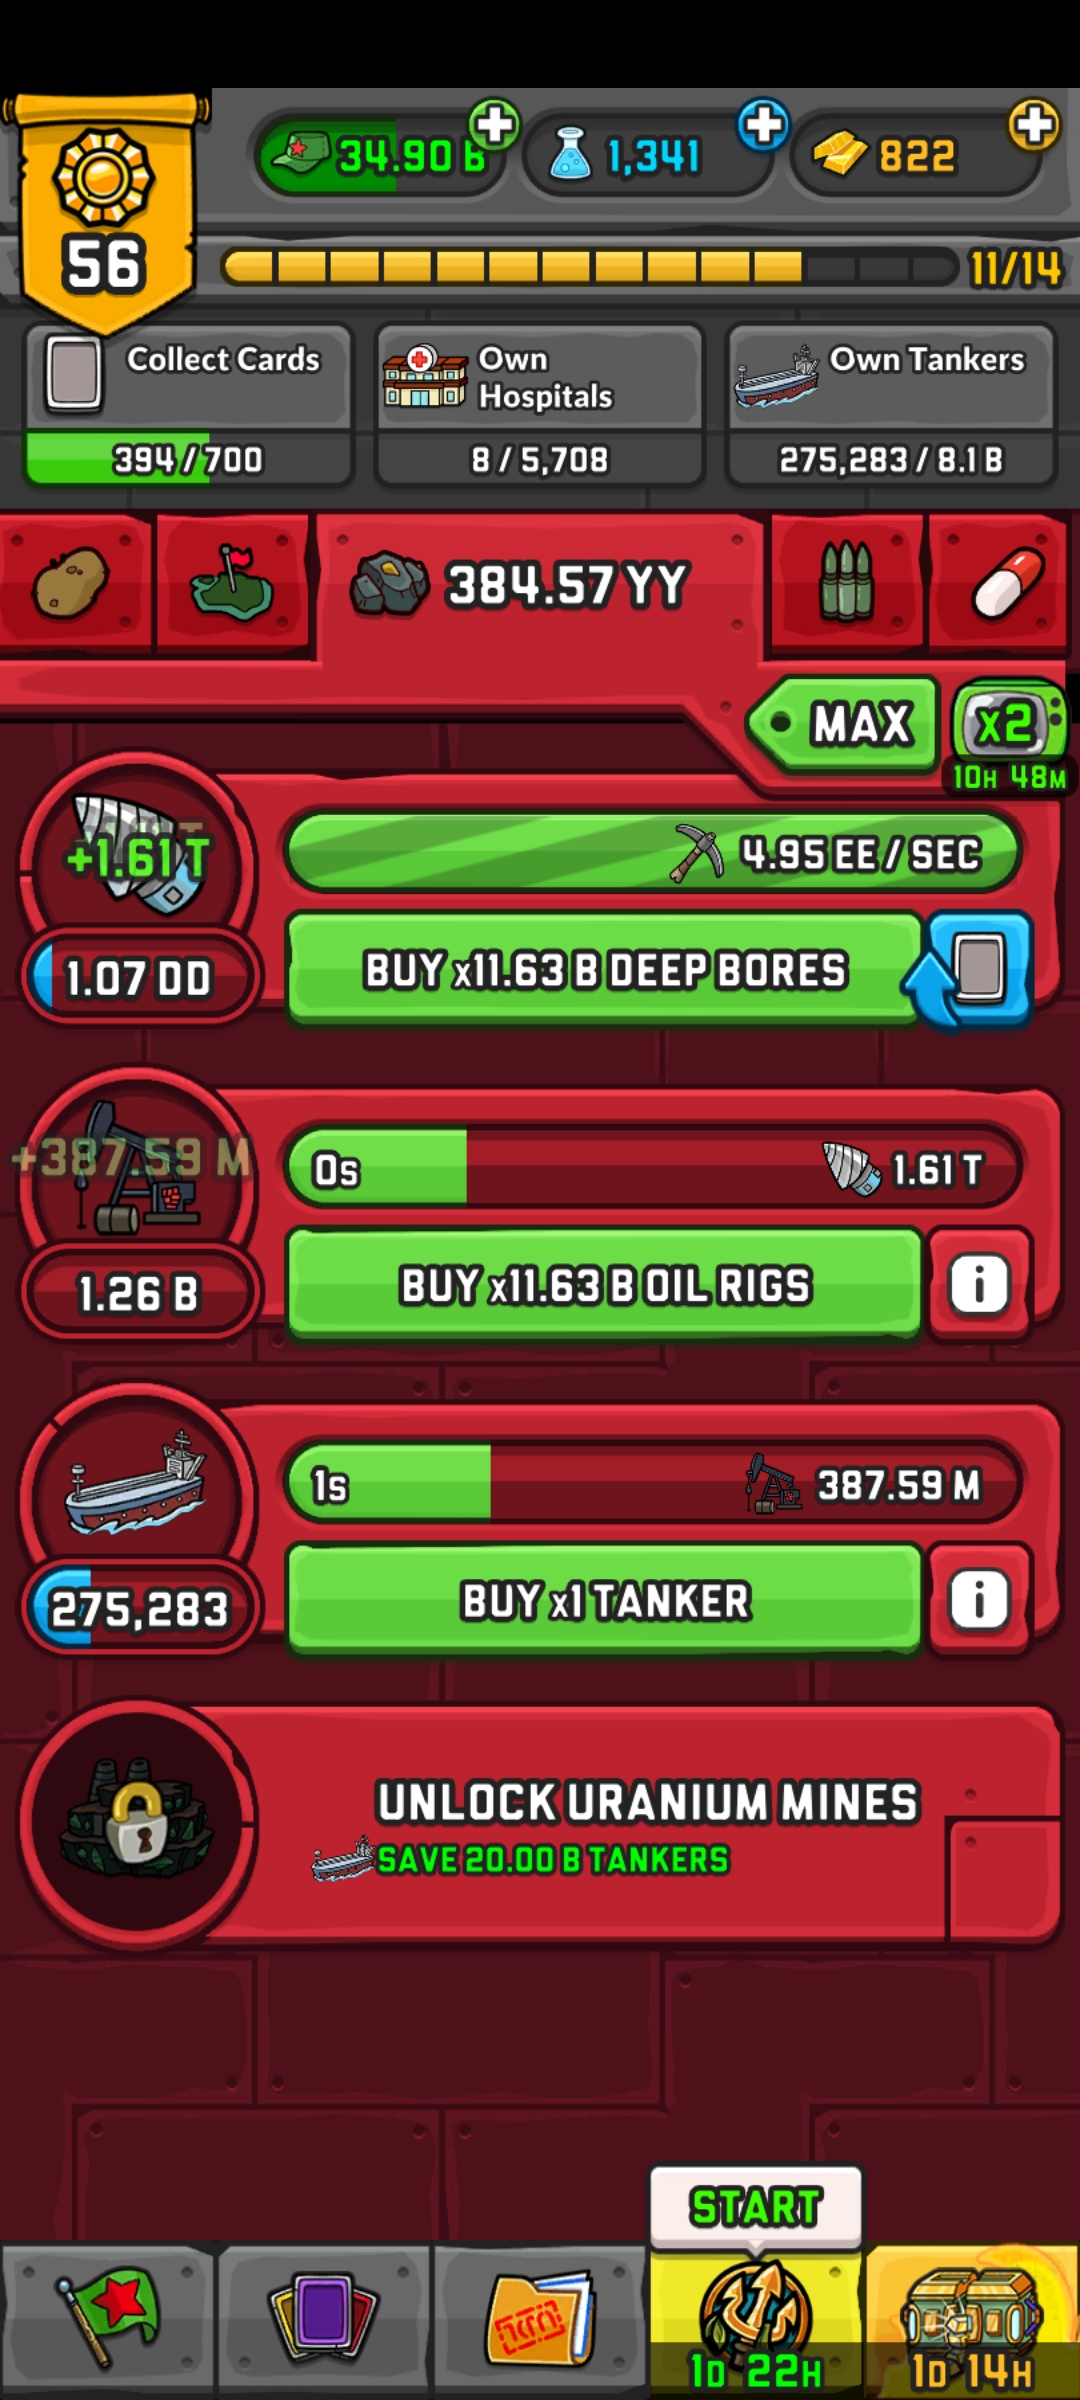 56
34.90 B
1,341
822
11/14
Collect Cards
394/700
Own
Hospitals
8/5,708
Own Tankers
275,283/8.1 B
384.57 YY
MAX
x2
10H 48M
+1.61 T
4.95 EE/SEC
1.07 DD
BUY x11.63 B DEEP BORES
+387.59 M
0s
1.61 T
1.26 B
BUY x11.63 B OIL RIGS
i
1s
387.59 M
275,283
BUY x1 TANKER
i
UNLOCK URANIUM MINES
SAVE 20.00 B TANKERS
START
1D 22H
1D 14H